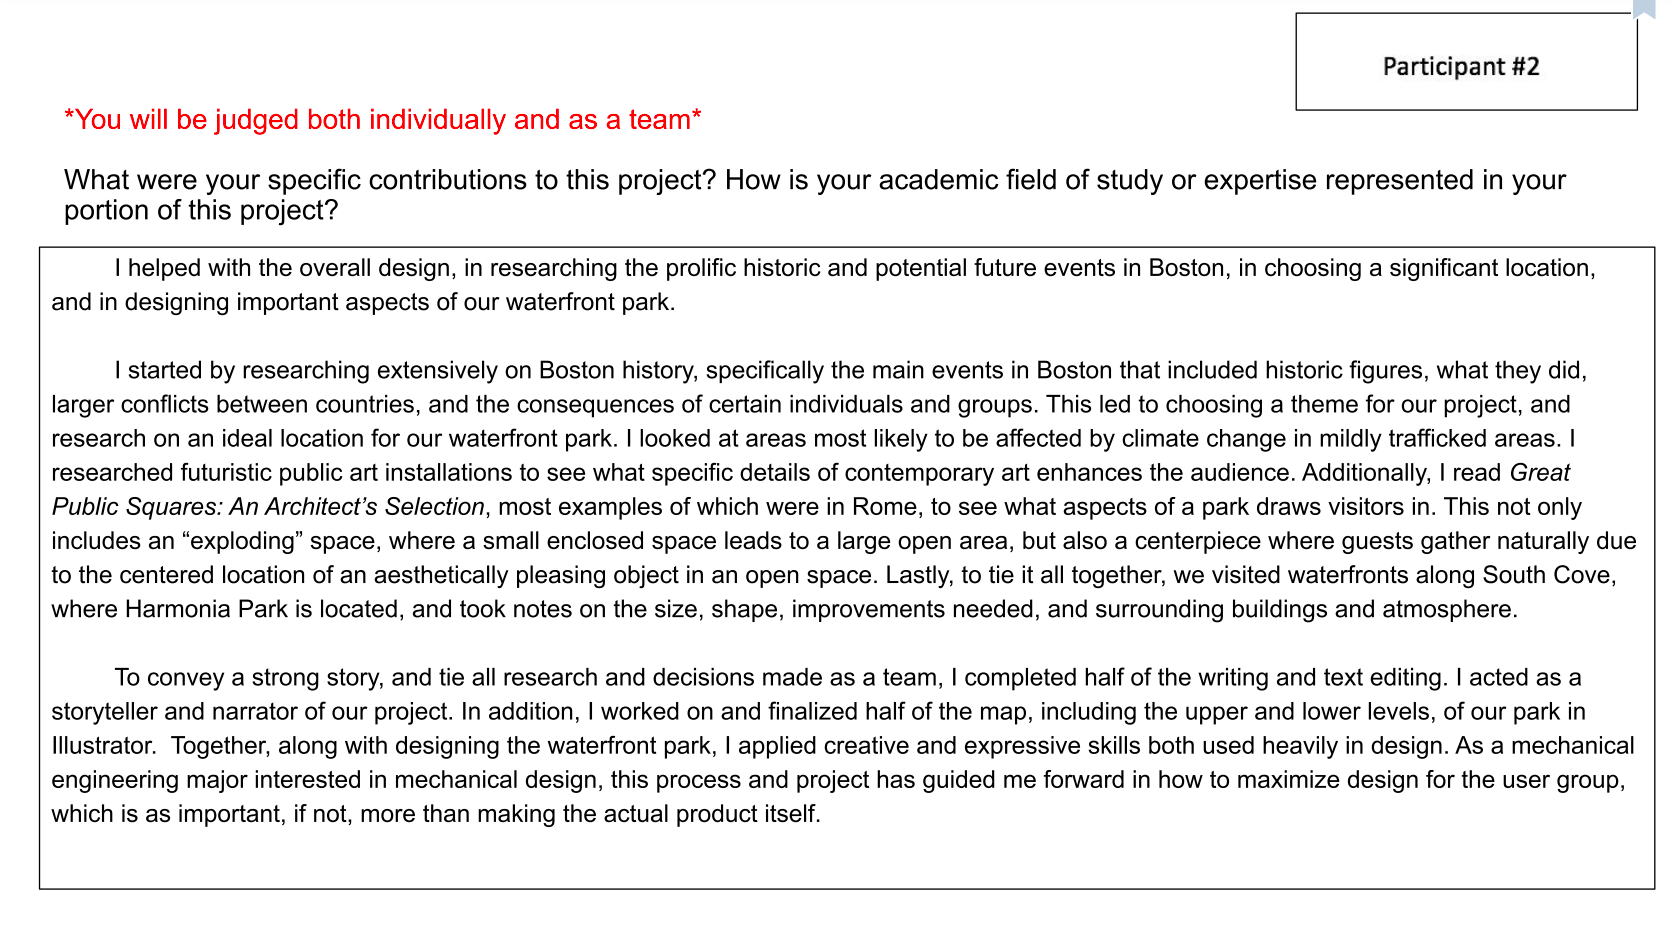 Participant #2
*You will be judged both individually and as a team*
What were your specific contributions to this project? How is your academic field of study or expertise represented in your
portion of this project?
I helped with the overall design, in researching the prolific historic and potential future events in Boston, in choosing a significant location,
and in designing important aspects of our waterfront park.
I started by researching extensively on Boston history, specifically the main events in Boston that included historic figures, what they did,
larger conflicts between countries, and the consequences of certain individuals and groups. This led to choosing a theme for our project, and
research on an ideal location for our waterfront park. I looked at areas most likely to be affected by climate change in mildly trafficked areas. I
researched futuristic public art installations to see what specific details of contemporary art enhances the audience. Additionally, I read Great
Public Squares: An Architect’s Selection, most examples of which were in Rome, to see what aspects of a park draws visitors in. This not only
includes an “exploding” space, where a small enclosed space leads to a large open area, but also a centerpiece where guests gather naturally due
to the centered location of an aesthetically pleasing object in an open space. Lastly, to tie it all together, we visited waterfronts along South Cove,
where Harmonia Park is located, and took notes on the size, shape, improvements needed, and surrounding buildings and atmosphere.
To convey a strong story, and tie all research and decisions made as a team, I completed half of the writing and text editing. I acted as a
storyteller and narrator of our project. In addition, I worked on and finalized half of the map, including the upper and lower levels, of our park in
Illustrator.  Together, along with designing the waterfront park, I applied creative and expressive skills both used heavily in design. As a mechanical
engineering major interested in mechanical design, this process and project has guided me forward in how to maximize design for the user group,
which is as important, if not, more than making the actual product itself.